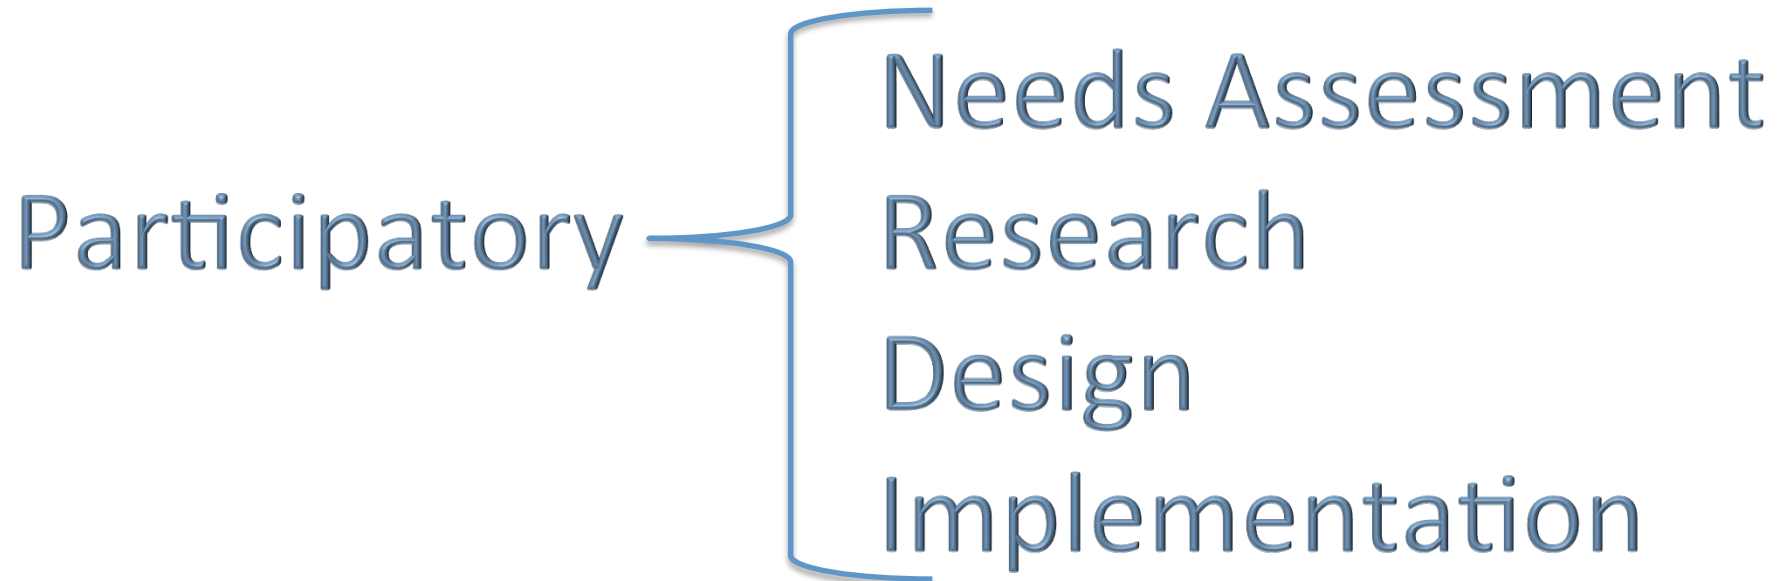 Participatory
Needs Assessment
Research
Design
Implementation